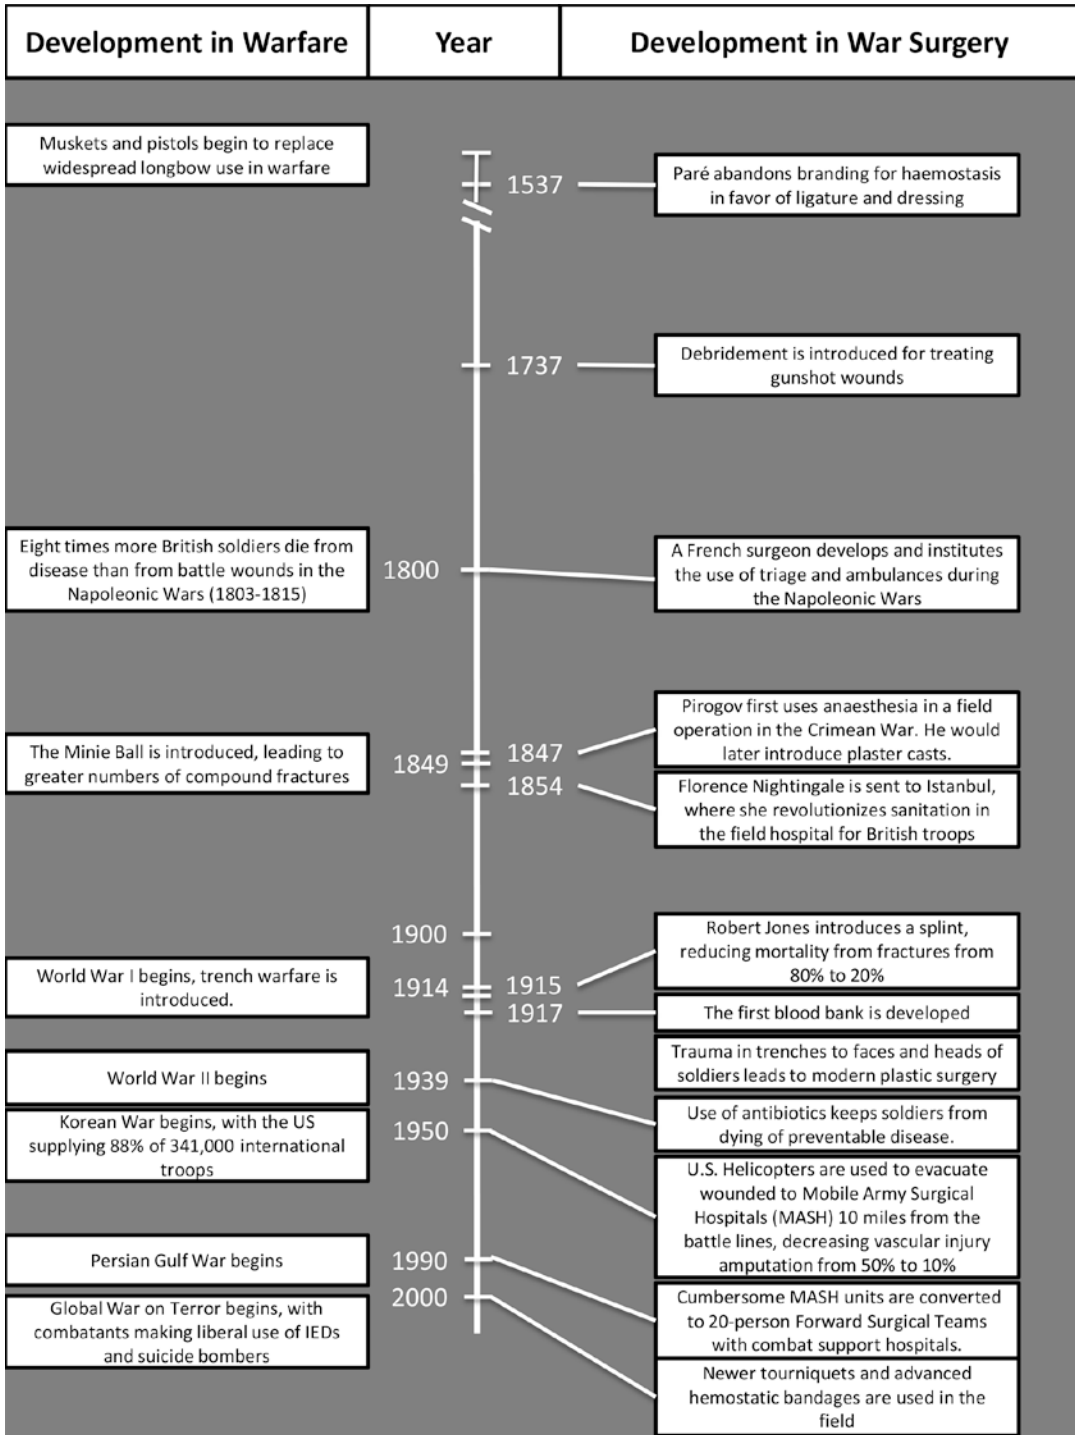 Development in Warfare
Year
Development in War Surgery
Muskets and pistols begin to replace
widespread longbow use in warfare
1537
Paré abandons branding for haemostasis
in favor of ligature and dressing
1737
Debridement is introduced for treating
gunshot wounds
Eight times more British soldiers die from
disease than from battle wounds in the
Napoleonic Wars (1803-1815)
1800
A French surgeon develops and institutes
the use of triage and ambulances during
the Napoleonic Wars
The Minie Ball is introduced, leading to
greater numbers of compound fractures
1849
1847
Pirogov first uses anaesthesia in a field
operation in the Crimean War. He would
later introduce plaster casts.
1854
Florence Nightingale is sent to Istanbul,
where she revolutionizes sanitation in
the field hospital for British troops
1900
World War I begins, trench warfare is
introduced.
1914
1915
Robert Jones introduces a splint,
reducing mortality from fractures from
80% to 20%
1917
The first blood bank is developed
Trauma in trenches to faces and heads of
soldiers leads to modern plastic surgery
World War II begins
1939
Use of antibiotics keeps soldiers from
dying of preventable disease.
Korean War begins, with the US
supplying 88% of 341,000 international
troops
1950
U.S. Helicopters are used to evacuate
wounded to Mobile Army Surgical
Hospitals (MASH) 10 miles from the
battle lines, decreasing vascular injury
amputation from 50% to 10%
Persian Gulf War begins
1990
Cumbersome MASH units are converted
to 20-person Forward Surgical Teams
with combat support hospitals.
Global War on Terror begins, with
combatants making liberal use of IEDs
and suicide bombers
2000
Newer tourniquets and advanced
hemostatic bandages are used in the
field